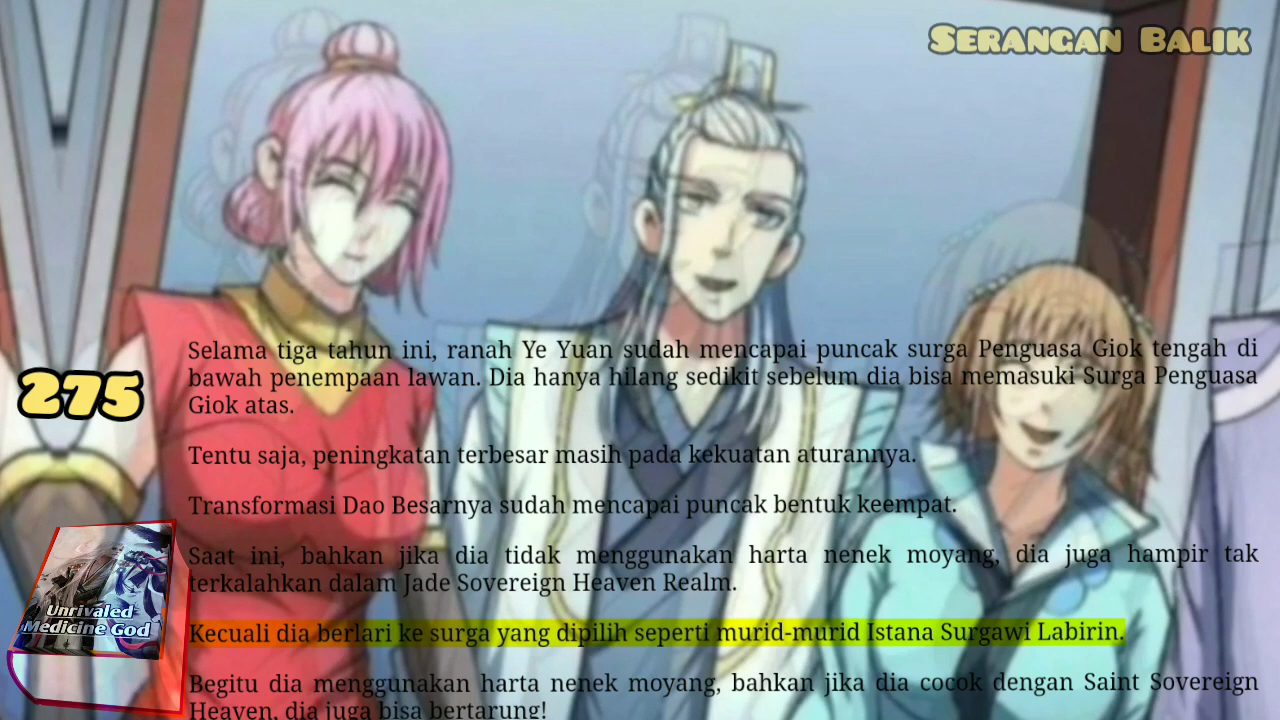 Serangan Balik
Selama tiga tahun ini, ranah Ye Yuan sudah mencapai puncak surga Penguasa Giok tengah di
bawah penempaan lawan. Dia hanya hilang sedikit sebelum dia bisa memasuki Surga Penguasa
Giok atas.
275
Tentu saja, peningkatan terbesar masih pada kekuatan aturannya.
Transformasi Dao Besarnya sudah mencapai puncak bentuk keempat.
Saat ini, bahkan jika dia tidak menggunakan harta nenek moyang, dia juga hampir tak
terkalahkan dalam Jade Sovereign Heaven Realm.
Unrivaled
Medicine God
Kecuali dia berlari ke surga yang dipilih seperti murid-murid Istana Surgawi Labirin.
Begitu dia menggunakan harta nenek moyang, bahkan jika dia cocok dengan Saint Sovereign
Heaven, dia juga bisa bertarung!